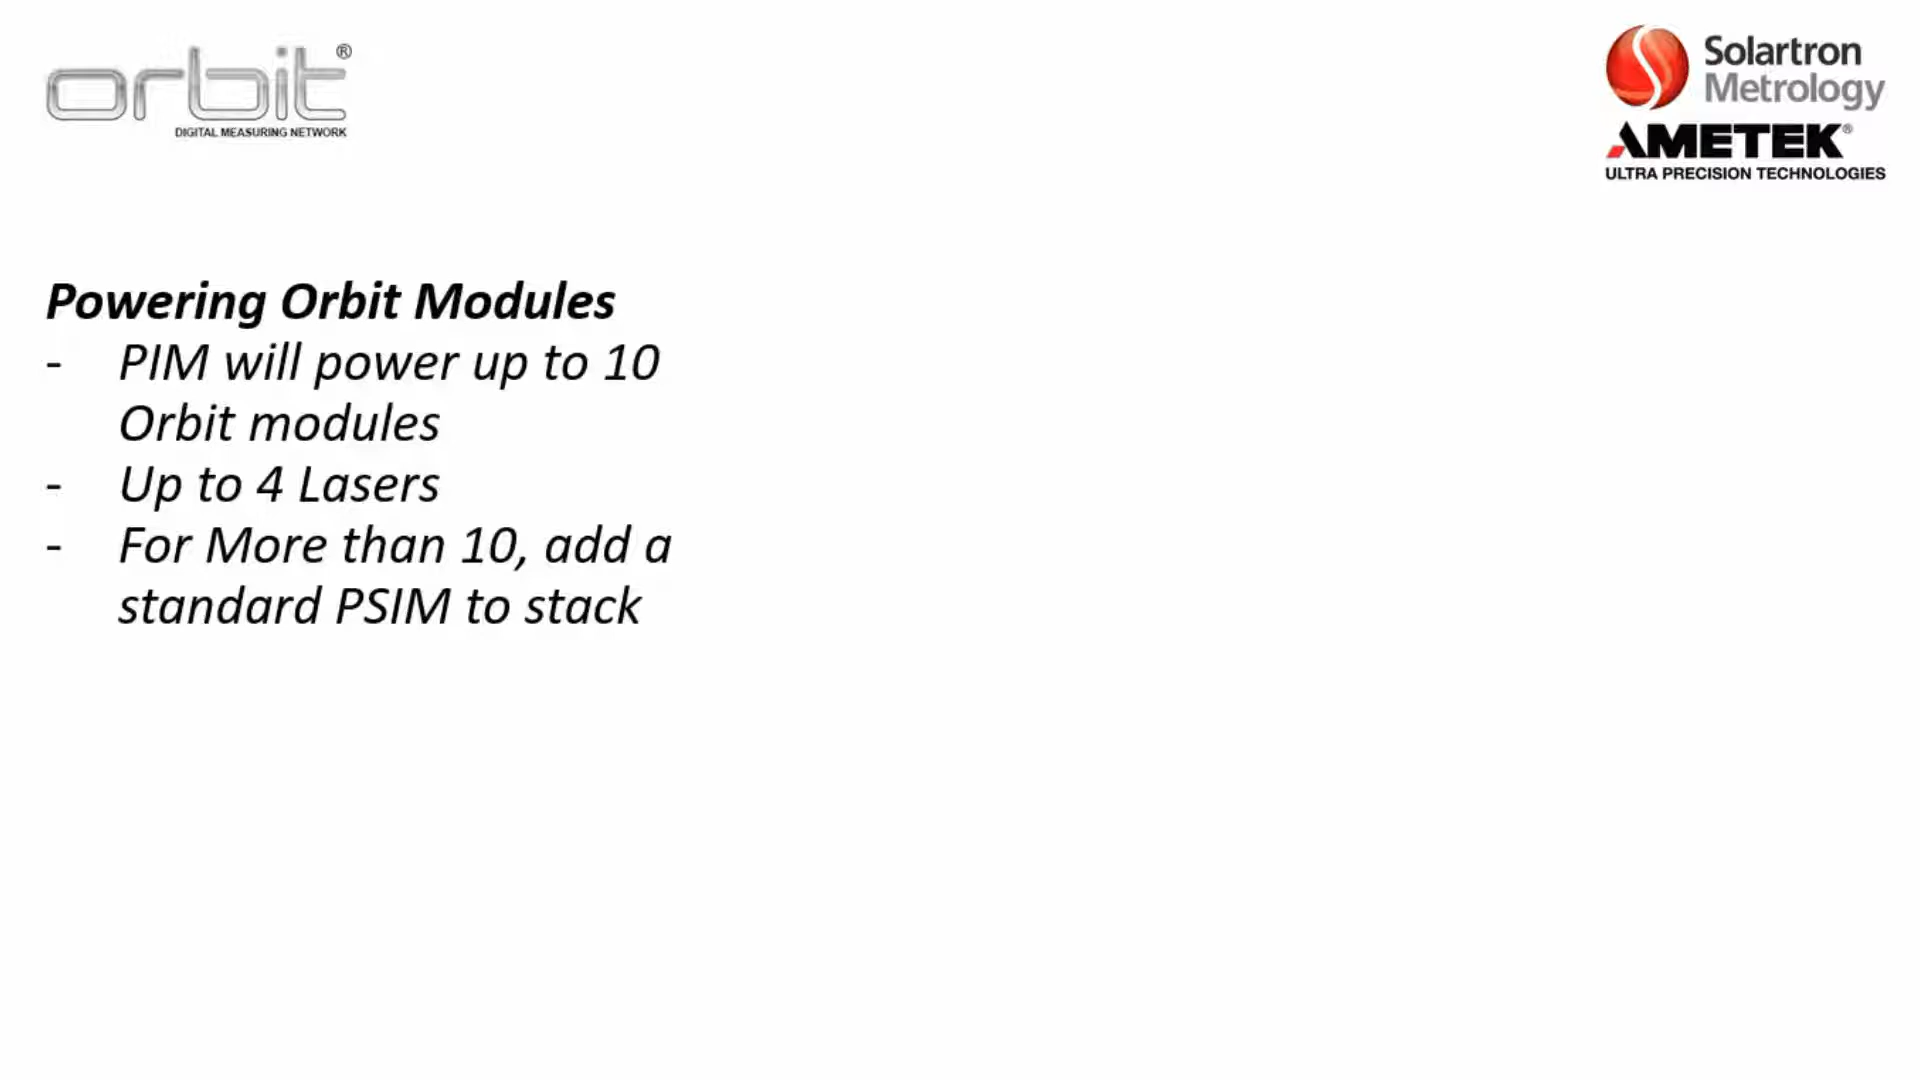 orbit®
DIGITAL MEASURING NETWORK
Solartron
Metrology
AMETEK®
ULTRA PRECISION TECHNOLOGIES
Powering Orbit Modules
- PIM will power up to 10
Orbit modules
- Up to 4 Lasers
- For More than 10, add a
standard PSIM to stack